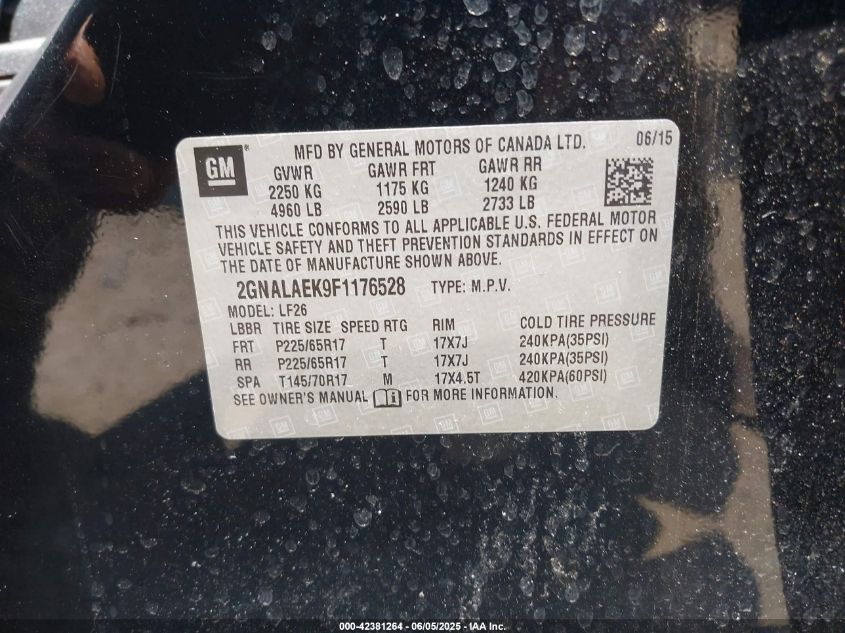 GM
MFD BY GENERAL MOTORS OF CANADA LTD. 06/15
GVWR GAWR FRT GAWR RR
2250 KG 1175 KG 1240 KG
4960 LB 2590 LB 2733 LB
THIS VEHICLE CONFORMS TO ALL APPLICABLE U.S. FEDERAL MOTOR
VEHICLE SAFETY AND THEFT PREVENTION STANDARDS IN EFFECT ON
THE DATE OF MANUFACTURE SHOWN ABOVE.
2GNALAEK9F1176528 TYPE: M.P.V.
MODEL: LF26
LBBR TIRE SIZE SPEED RTG RIM COLD TIRE PRESSURE
FRT P225/65R17 T 17X7J 240KPA(35PSI)
RR P225/65R17 T 17X7J 240KPA(35PSI)
SPA T145/70R17 M 17X4.5T 420KPA(60PSI)
SEE OWNER'S MANUAL FOR MORE INFORMATION.
000-42381264 - 06/05/2025 - IAA Inc.